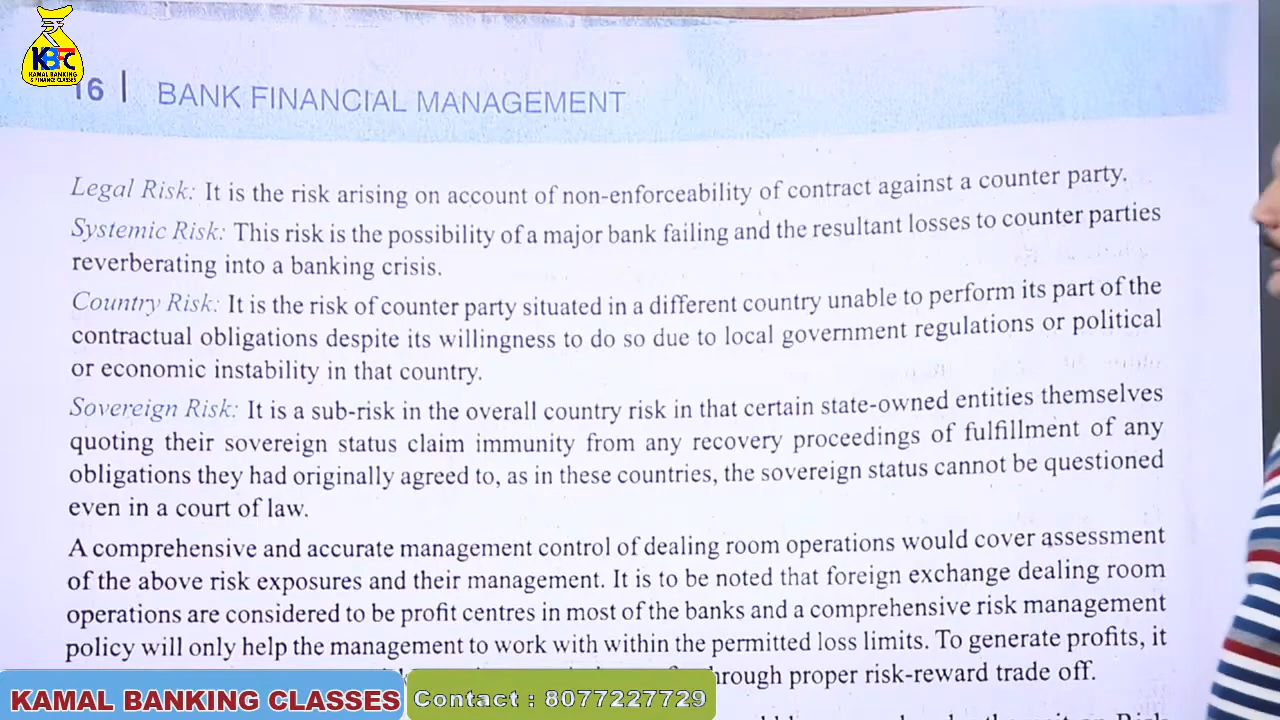 KBFC
KAMAL BANKING
& FINANCE CLASSES
16 | BANK FINANCIAL MANAGEMENT
Legal Risk: It is the risk arising on account of non-enforceability of contract against a counter party.
Systemic Risk: This risk is the possibility of a major bank failing and the resultant losses to counter parties
reverberating into a banking crisis.
Country Risk: It is the risk of counter party situated in a different country unable to perform its part of the
contractual obligations despite its willingness to do so due to local government regulations or political
or economic instability in that country.
Sovereign Risk: It is a sub-risk in the overall country risk in that certain state-owned entities themselves
quoting their sovereign status claim immunity from any recovery proceedings of fulfillment of any
obligations they had originally agreed to, as in these countries, the sovereign status cannot be questioned
even in a court of law.
A comprehensive and accurate management control of dealing room operations would cover assessment
of the above risk exposures and their management. It is to be noted that foreign exchange dealing room
operations are considered to be profit centres in most of the banks and a comprehensive risk management
policy will only help the management to work with within the permitted loss limits. To generate profits, it
through proper risk-reward trade off.
KAMAL BANKING CLASSES
Contact : 8077227729